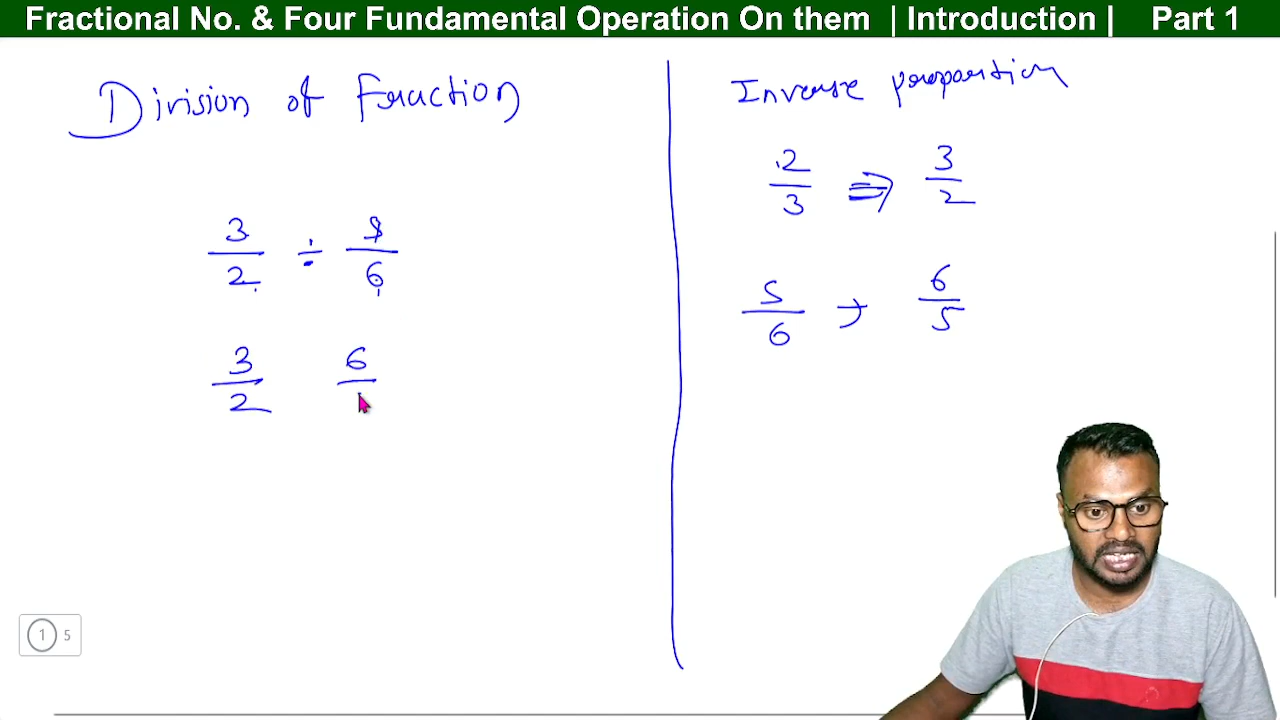 Fractional No. & Four Fundamental Operation On them | Introduction | Part 1
Division of Fraction
3/2 ÷ /6
3/2 6/
Inverse proportion
2/3 ⇒ 3/2
5/6 → 6/5
1 5